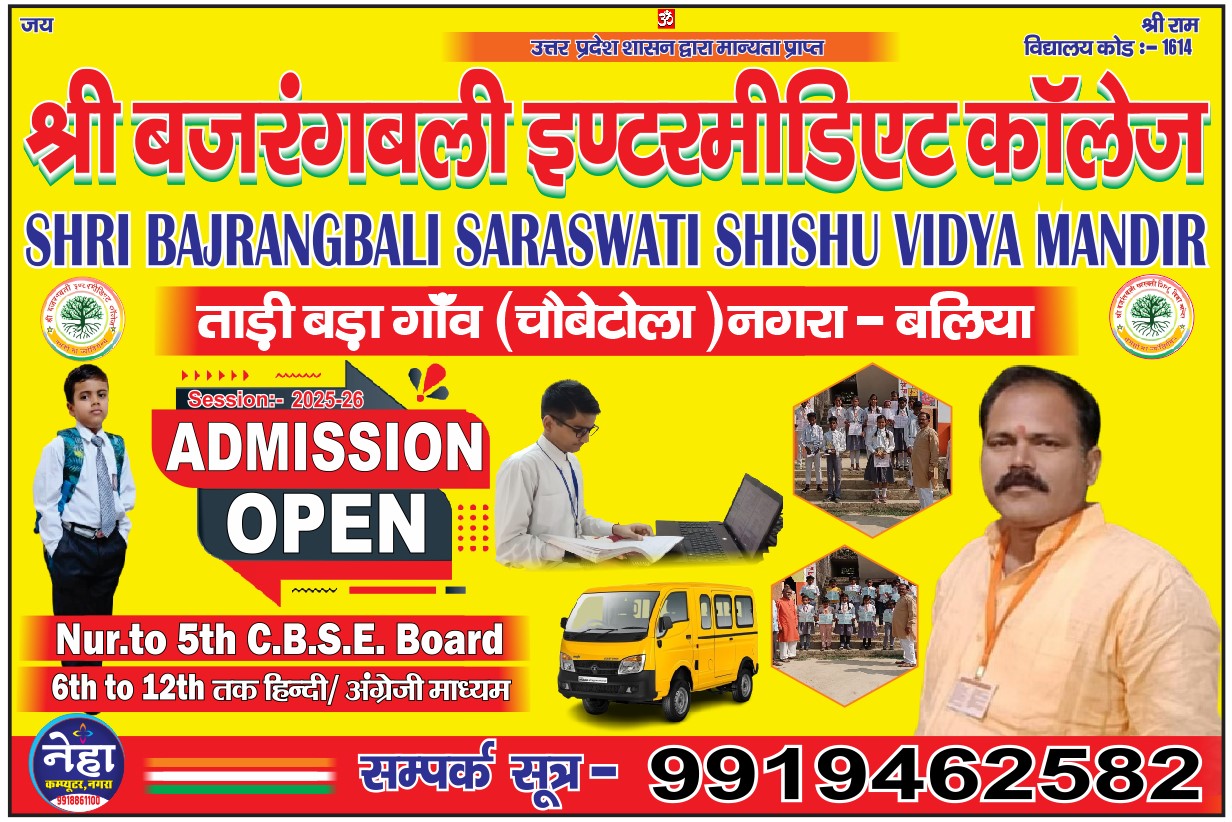 जय
ॐ
श्री राम
उत्तर प्रदेश शासन द्वारा मान्यता प्राप्त
विद्यालय कोड :– 1614
श्री बजरंगबली इण्टरमीडिएट कॉलेज
SHRI BAJRANGBALI SARASWATI SHISHU VIDYA MANDIR
ताड़ी बड़ा गाँव (चौबेटोला )नगरा – बलिया
Session:- 2025-26
ADMISSION
OPEN
Nur.to 5th C.B.S.E. Board
6th to 12th तक हिन्दी/ अंग्रेजी माध्यम
नेहा
कम्प्यूटर, नगरा
9918861100
सम्पर्क सूत्र – 9919462582